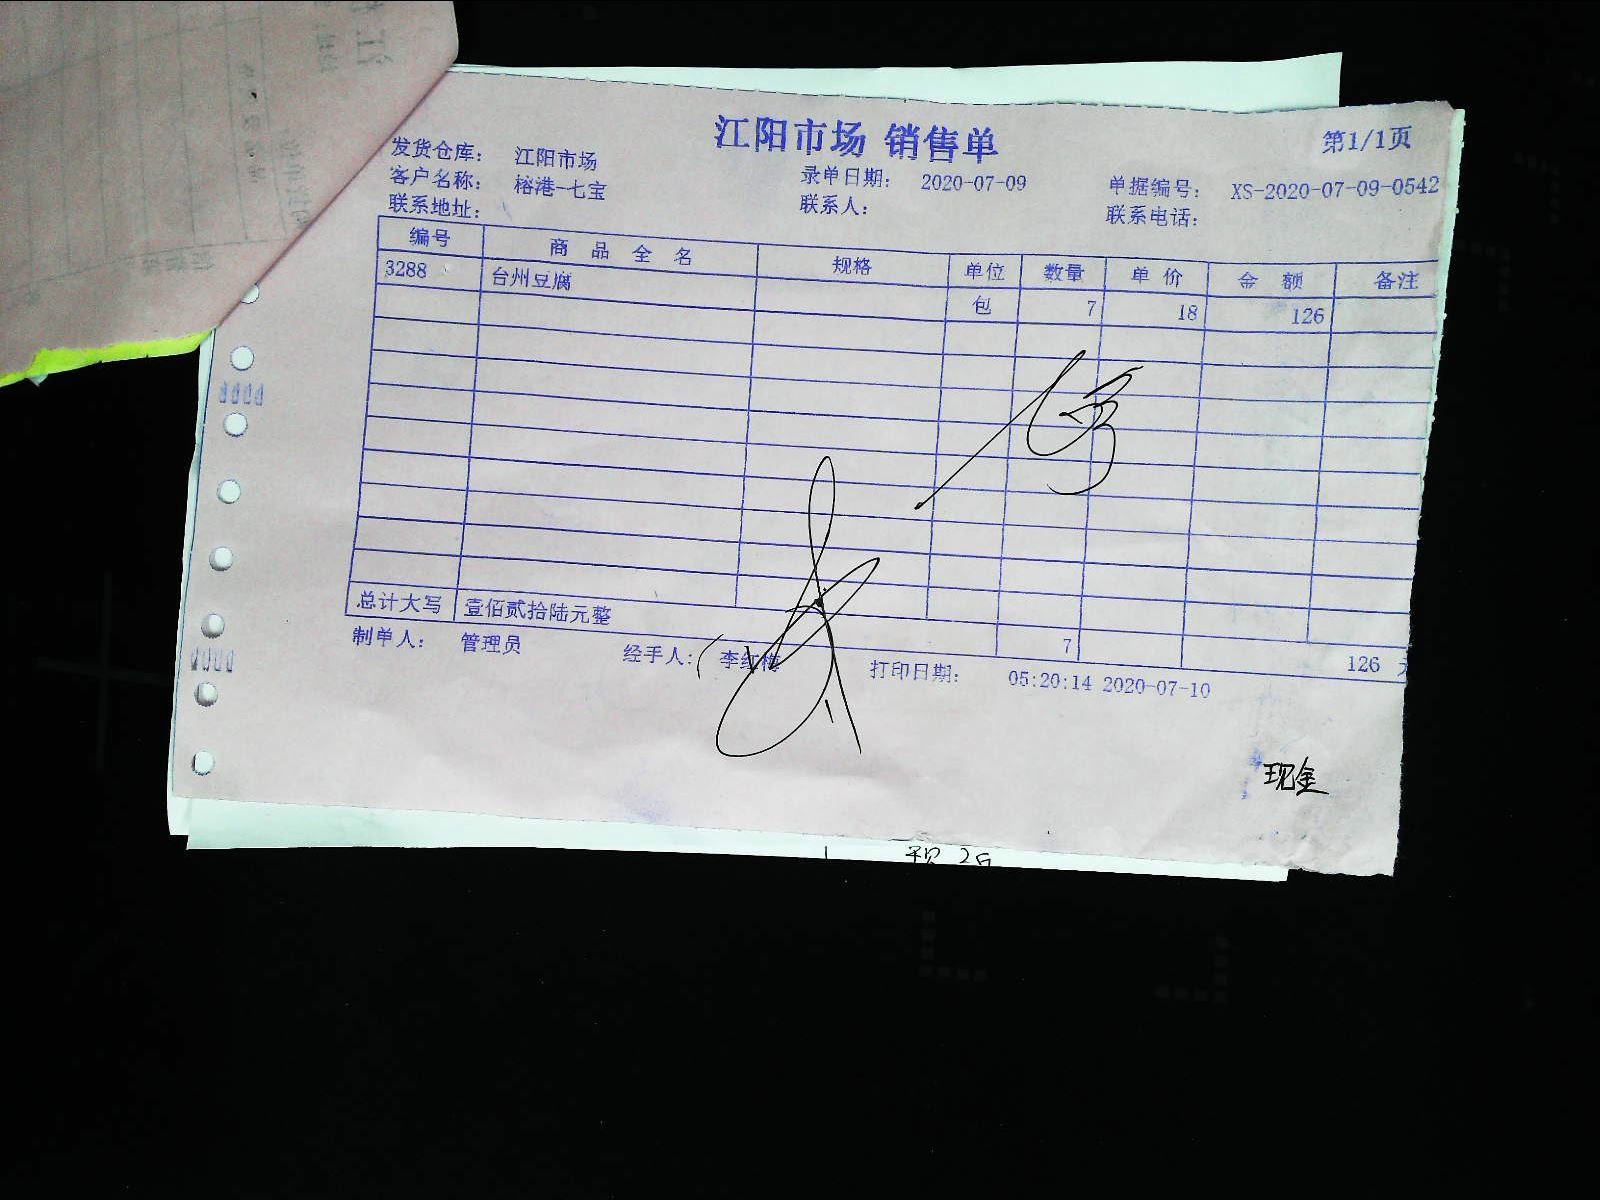 江阳市场 销售单
第1/1页
发货仓库: 江阳市场
客户名称: 榕港-七宝 录单日期: 2020-07-09 单据编号: XS-2020-07-09-0542
联系地址: 联系人: 联系电话:
编号 商品全名 规格 单位 数量 单价 金额 备注
3288 台州豆腐 包 7 18 126
总计大写 壹佰贰拾陆元整 7 126
制单人: 管理员 经手人: 李红梅 打印日期: 05:20:14 2020-07-10
现金